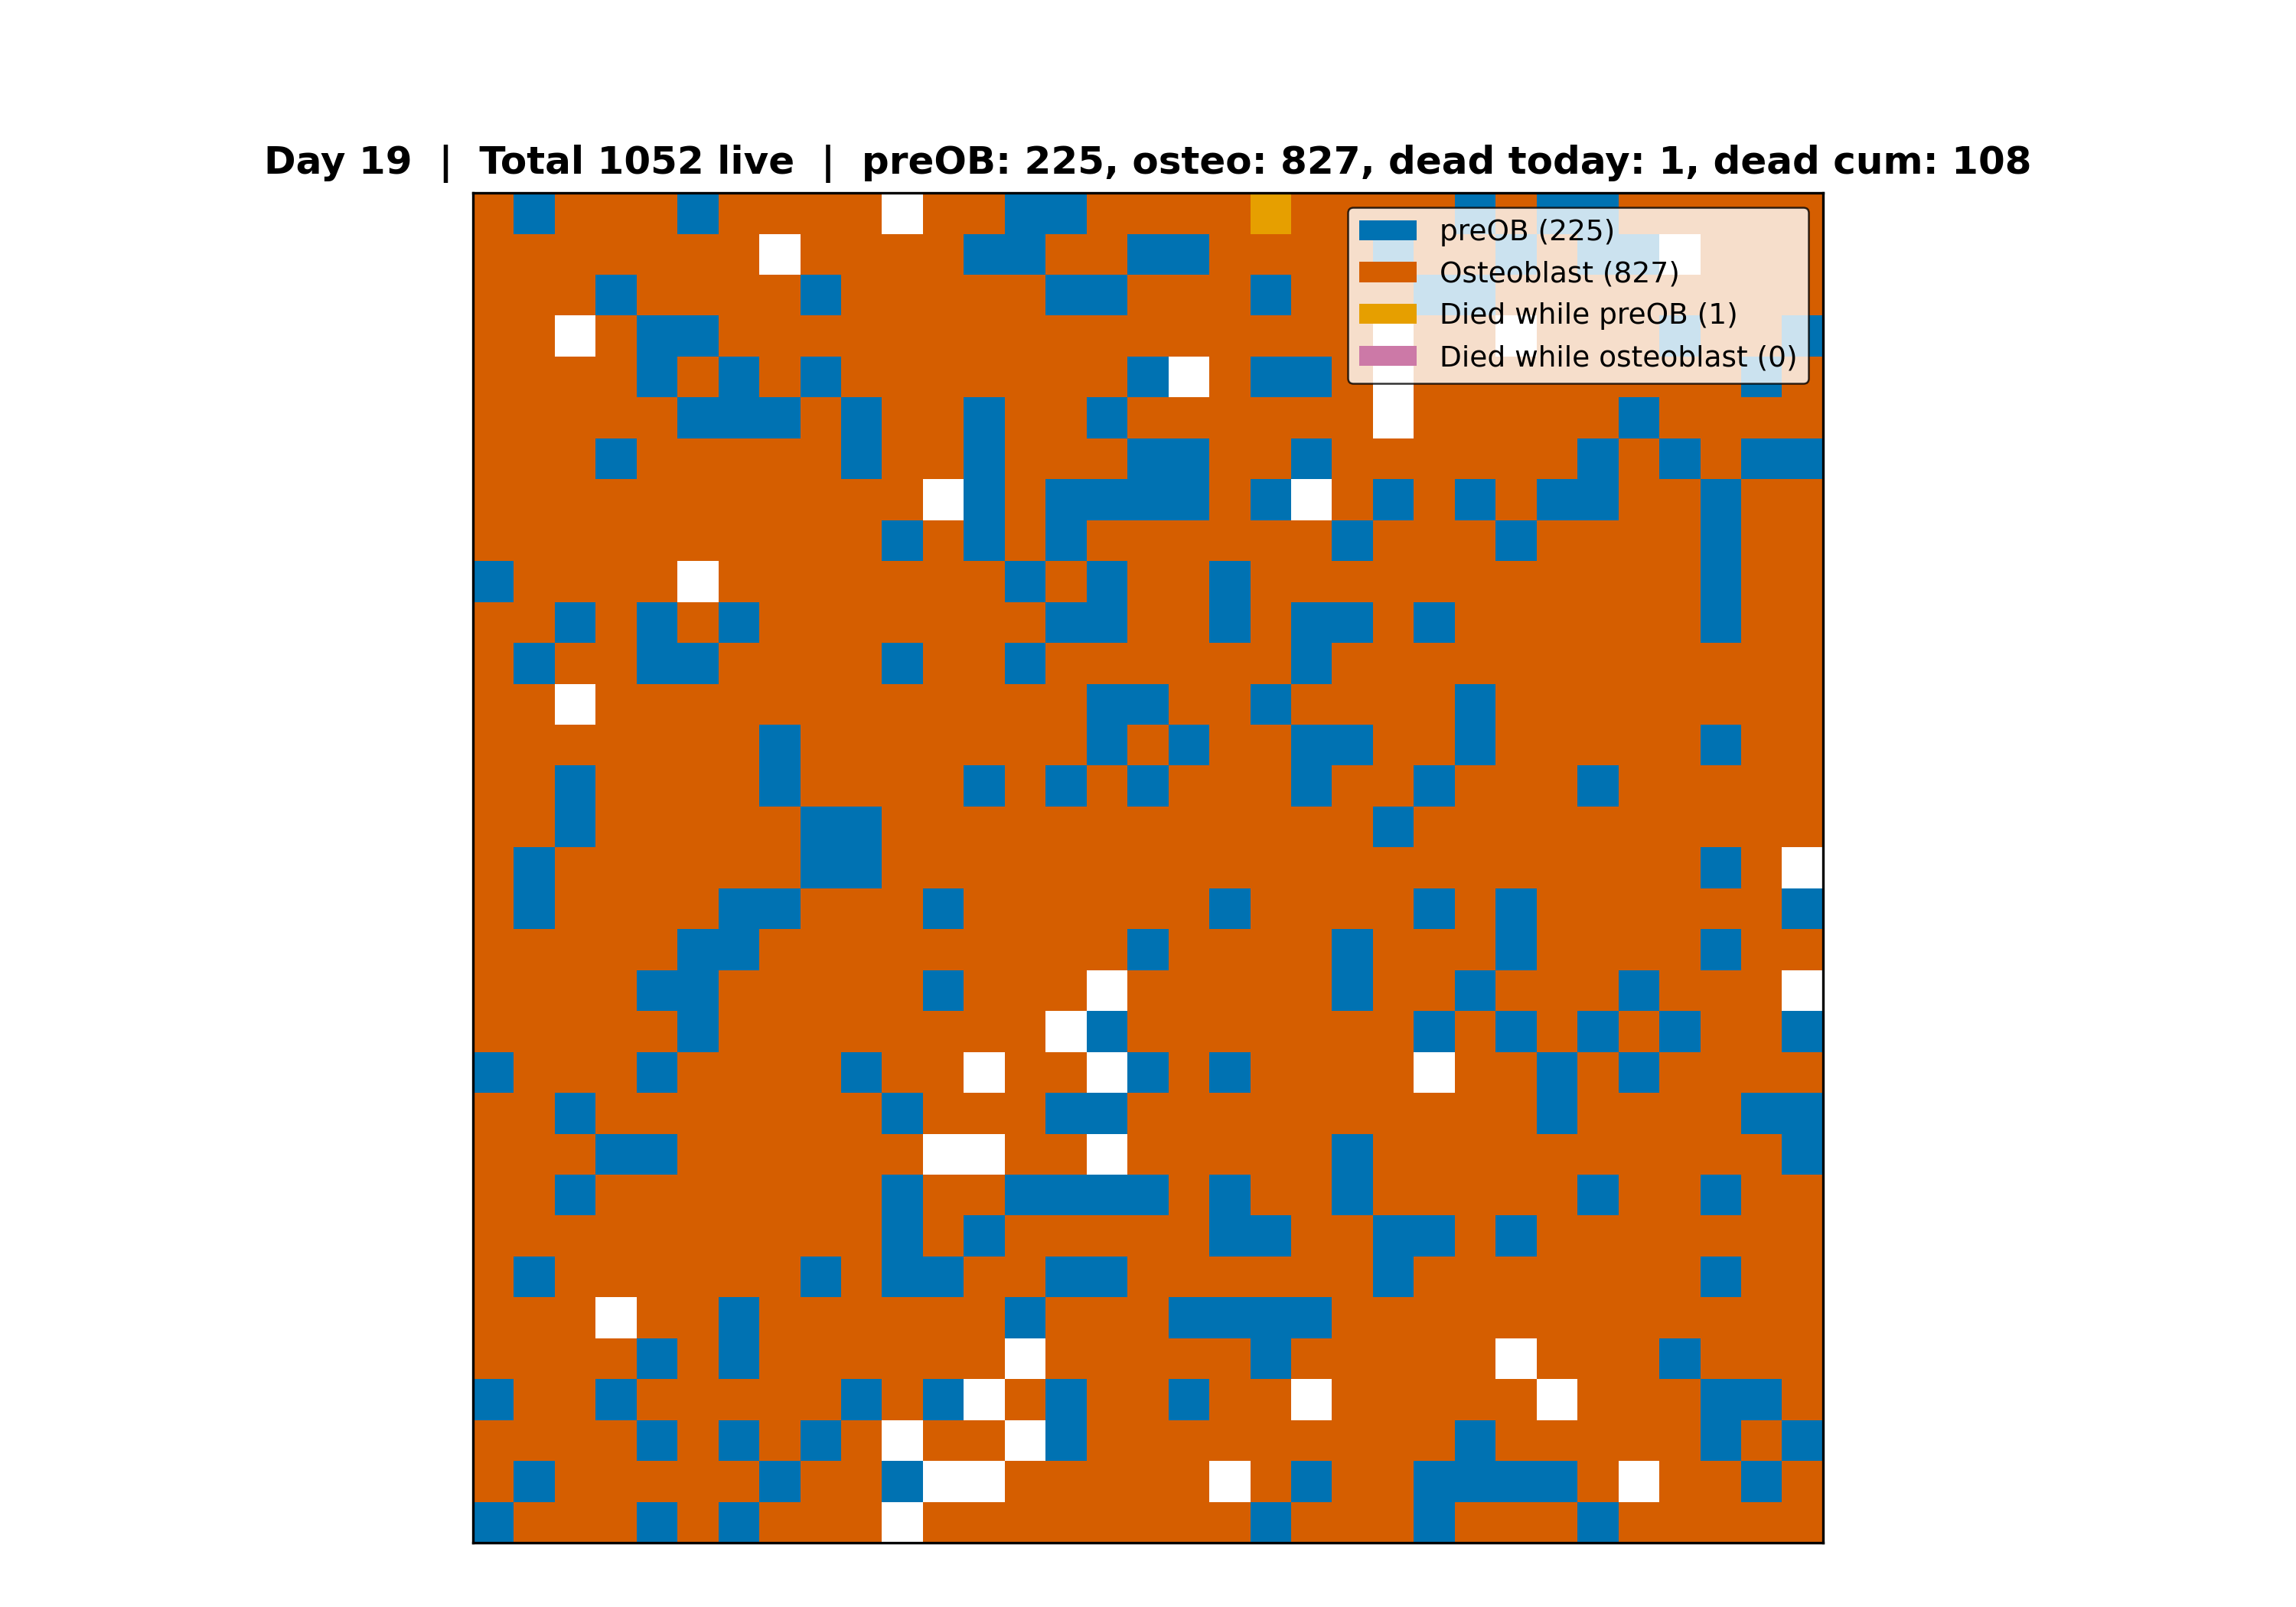 Day 19 | Total 1052 live | preOB: 225, osteo: 827, dead today: 1, dead cum: 108
preOB (225)
Osteoblast (827)
Died while preOB (1)
Died while osteoblast (0)